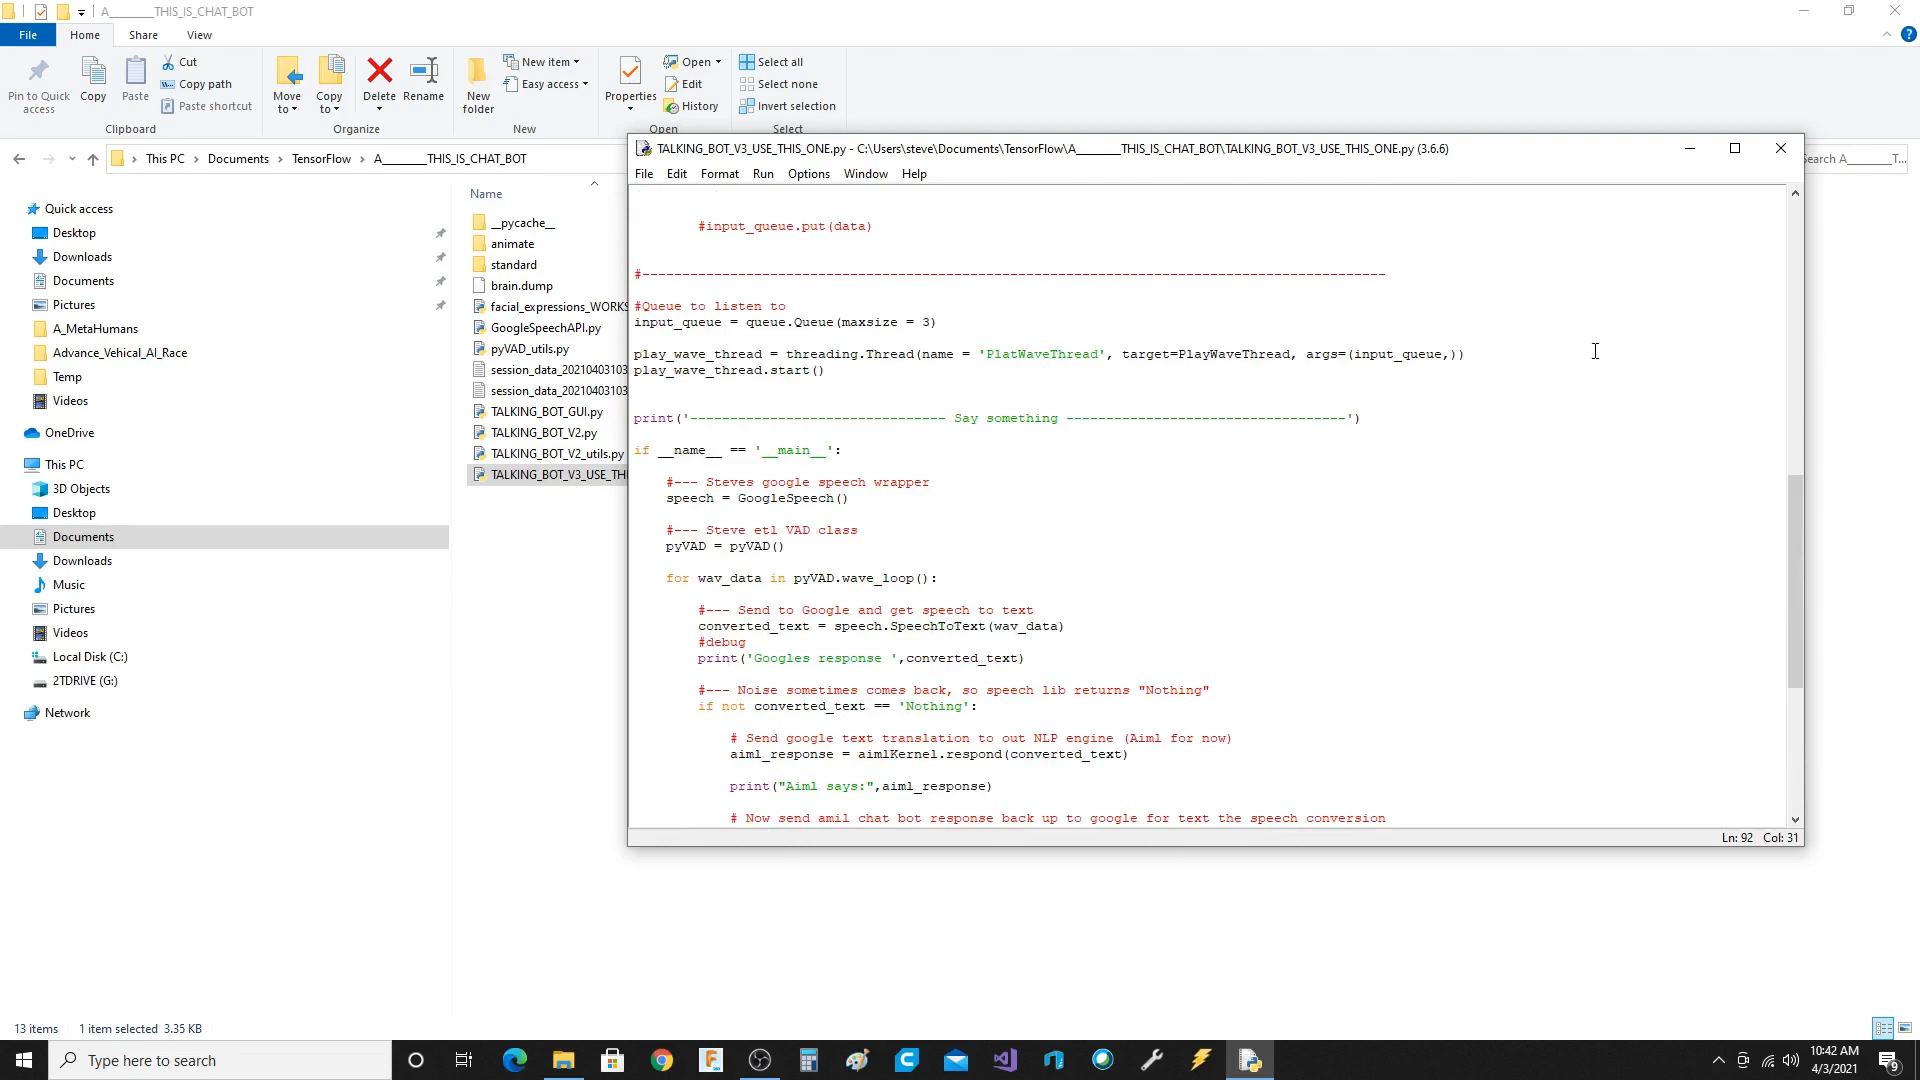 A________THIS_IS_CHAT_BOT
File Home Share View
Pin to Quick access
Copy
Paste
Cut
Copy path
Paste shortcut
Clipboard
Move to
Copy to
Delete
Rename
Organize
New folder
New item
Easy access
New
Properties
Open
Edit
History
Open
Select all
Select none
Invert selection
Select
This PC Documents TensorFlow A________THIS_IS_CHAT_BOT
Search A________T...
Quick access
Desktop
Downloads
Documents
Pictures
A_MetaHumans
Advance_Vehical_AI_Race
Temp
Videos
OneDrive
This PC
3D Objects
Desktop
Documents
Downloads
Music
Pictures
Videos
Local Disk (C:)
2TDRIVE (G:)
Network
Name
__pycache__
animate
standard
brain.dump
facial_expressions_WORKS
GoogleSpeechAPI.py
pyVAD_utils.py
session_data_20210403103
session_data_20210403103
TALKING_BOT_GUI.py
TALKING_BOT_V2.py
TALKING_BOT_V2_utils.py
TALKING_BOT_V3_USE_THI
TALKING_BOT_V3_USE_THIS_ONE.py - C:\Users\steve\Documents\TensorFlow\A________THIS_IS_CHAT_BOT\TALKING_BOT_V3_USE_THIS_ONE.py (3.6.6)
File Edit Format Run Options Window Help
#input_queue.put(data)
#---------------------------------------------------------------------------------------------
#Queue to listen to
input_queue = queue.Queue(maxsize = 3)
play_wave_thread = threading.Thread(name = 'PlatWaveThread', target=PlayWaveThread, args=(input_queue,))
play_wave_thread.start()
print('-------------------------------- Say something -----------------------------------')
if __name__ == '__main__':
#--- Steves google speech wrapper
speech = GoogleSpeech()
#--- Steve etl VAD class
pyVAD = pyVAD()
for wav_data in pyVAD.wave_loop():
#--- Send to Google and get speech to text
converted_text = speech.SpeechToText(wav_data)
#debug
print('Googles response ',converted_text)
#--- Noise sometimes comes back, so speech lib returns "Nothing"
if not converted_text == 'Nothing':
# Send google text translation to out NLP engine (Aiml for now)
aiml_response = aimlKernel.respond(converted_text)
print("Aiml says:",aiml_response)
# Now send amil chat bot response back up to google for text the speech conversion
Ln: 92 Col: 31
13 items 1 item selected 3.35 KB
Type here to search
10:42 AM
4/3/2021
9